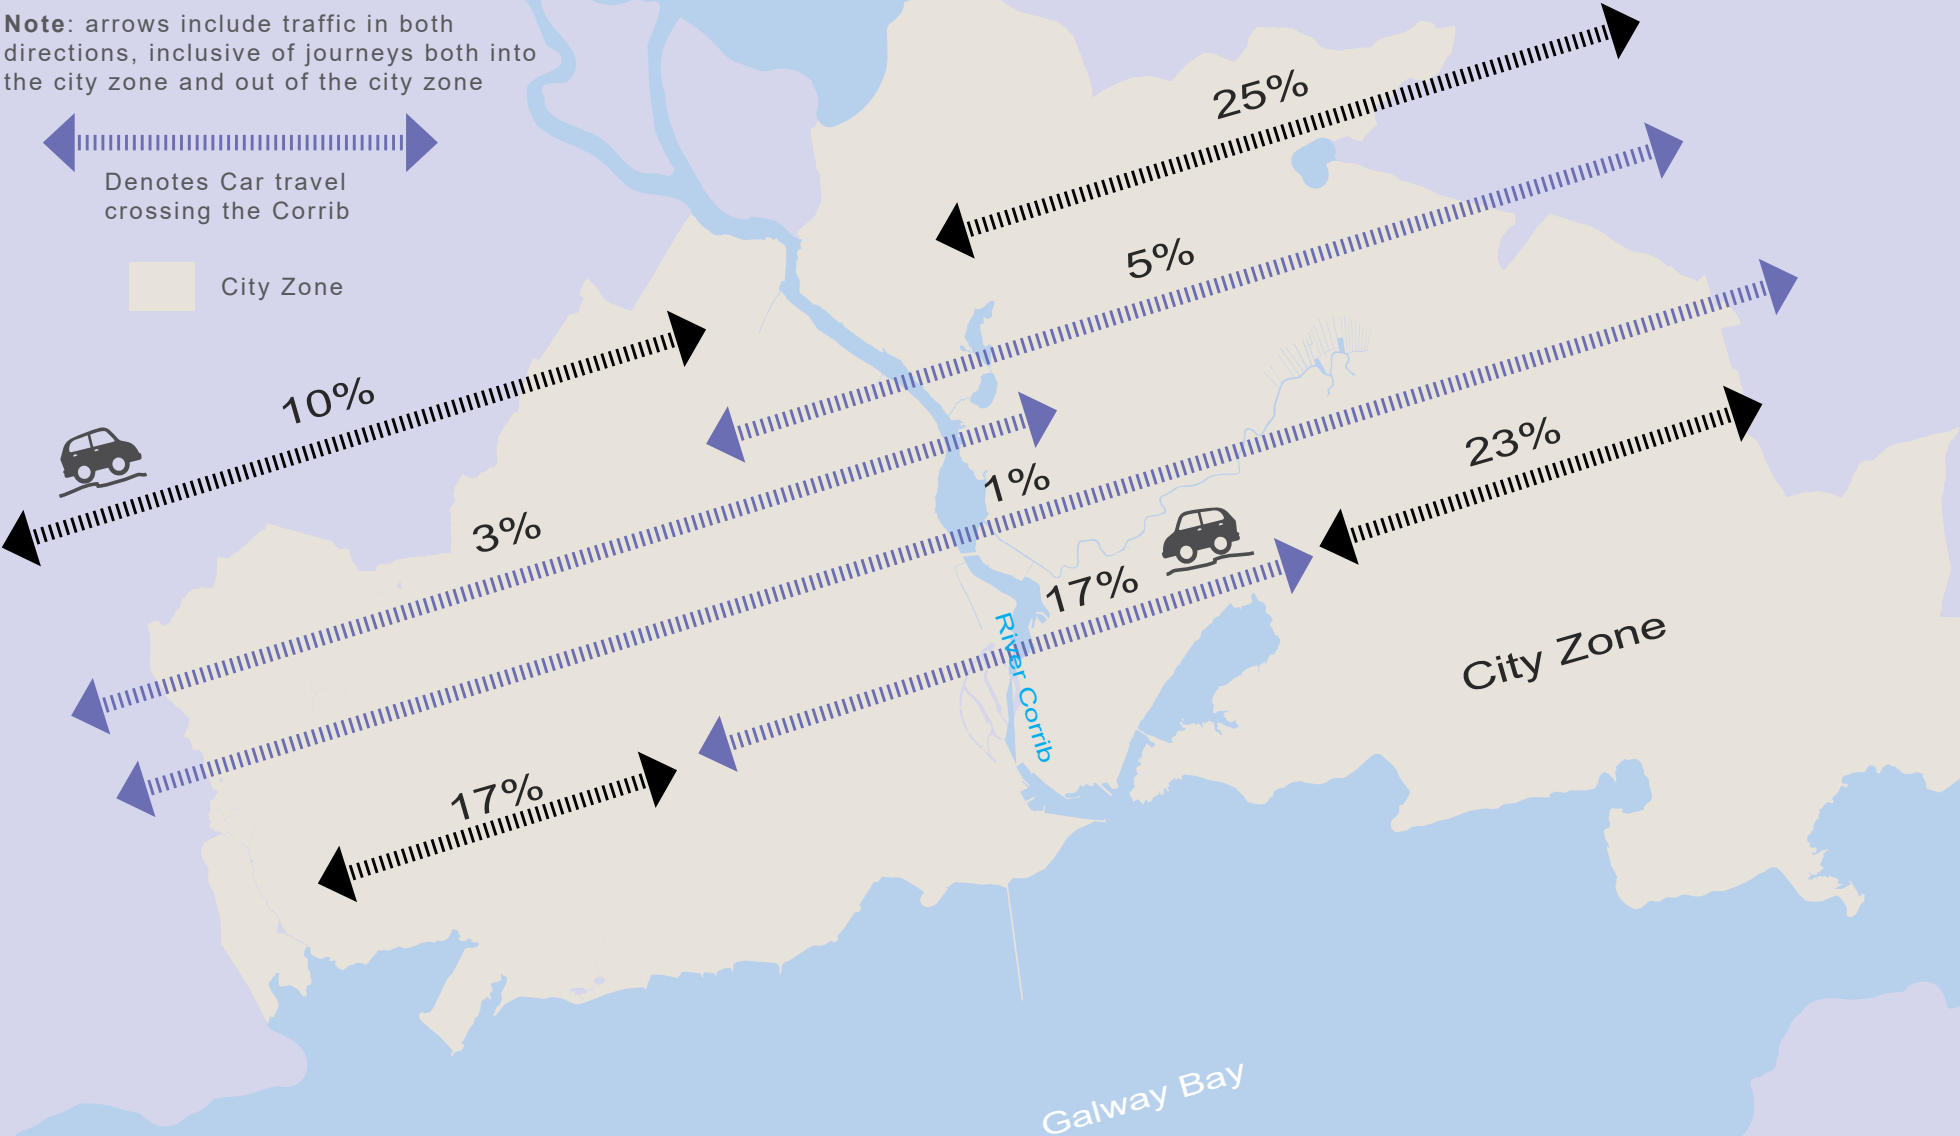 Note: arrows include traffic in both
directions, inclusive of journeys both into
the city zone and out of the city zone
Denotes Car travel
crossing the Corrib
City Zone
25%
5%
10%
23%
1%
3%
17%
City Zone
River Corrib
17%
Galway Bay